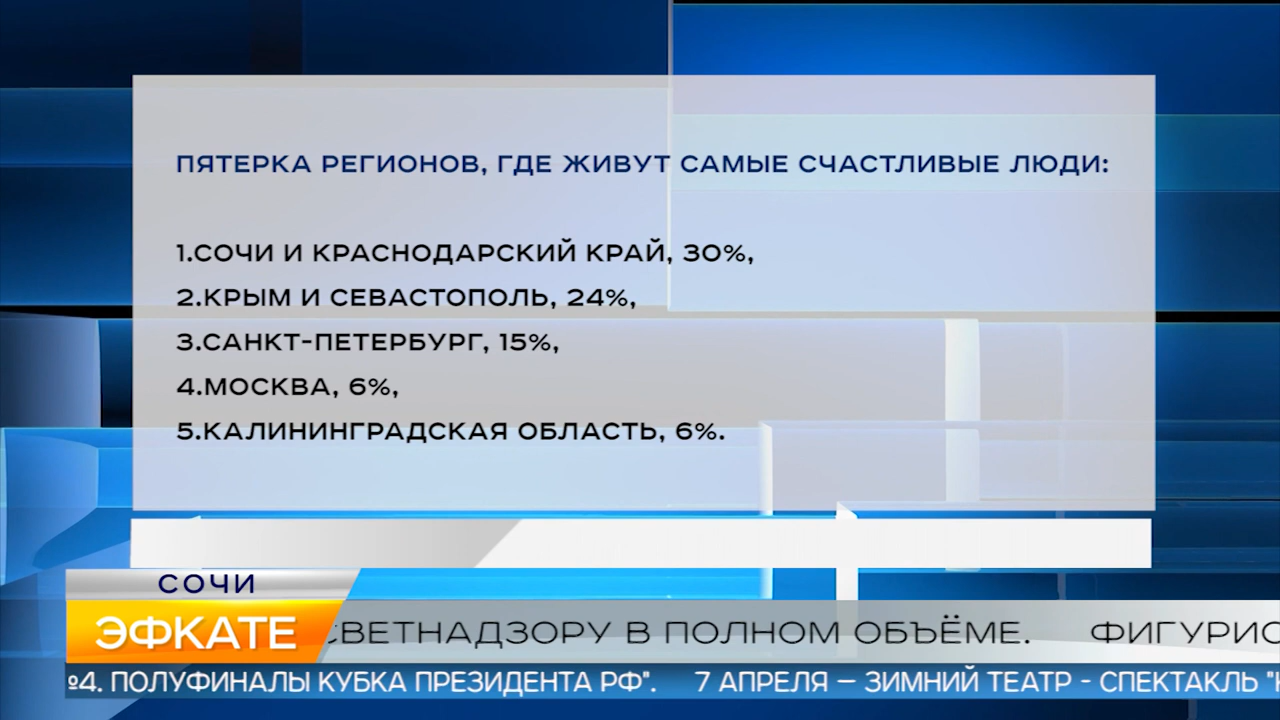 ПЯТЕРКА РЕГИОНОВ, ГДЕ ЖИВУТ САМЫЕ СЧАСТЛИВЫЕ ЛЮДИ:
1.СОЧИ И КРАСНОДАРСКИЙ КРАЙ, 30%,
2.КРЫМ И СЕВАСТОПОЛЬ, 24%,
3.САНКТ-ПЕТЕРБУРГ, 15%,
4.МОСКВА, 6%,
5.КАЛИНИНГРАДСКАЯ ОБЛАСТЬ, 6%.
СОЧИ
ЭФКАТЕ
СВЕТНАДЗОРУ В ПОЛНОМ ОБЪЁМЕ. ФИГУРИС
№4. ПОЛУФИНАЛЫ КУБКА ПРЕЗИДЕНТА РФ". 7 АПРЕЛЯ – ЗИМНИЙ ТЕАТР - СПЕКТАКЛЬ "